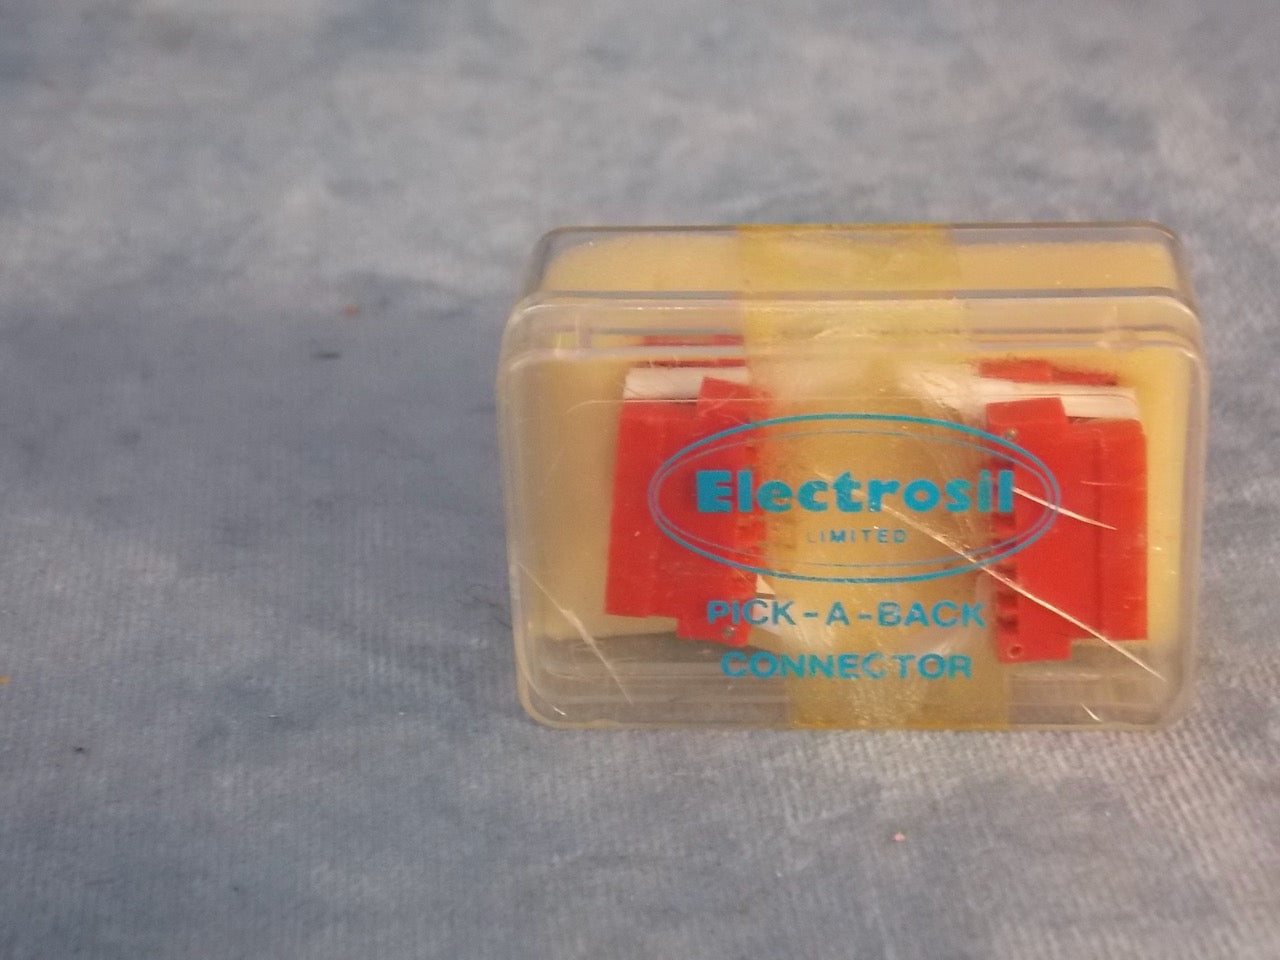 Electrosil
LIMITED
PICK-A-BACK
CONNECTOR